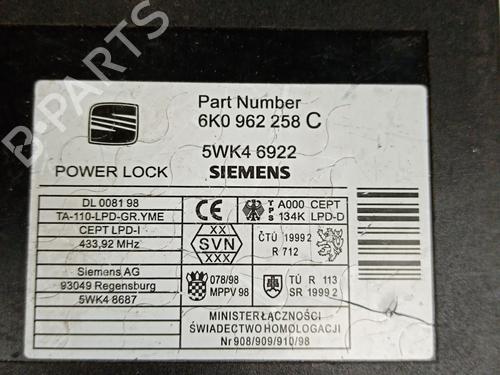 Part Number
6K0 962 258 C
5WK4 6922
POWER LOCK SIEMENS
DL 0081 98
TA-110-LPD-GR.YME
CEPT LPD-I
433,92 MHz
Siemens AG
93049 Regensburg
5WK4 8687
CE
T P S A000 CEPT
134K LPD-D
XX
SVN
XXX
ČTÚ 1999 2
R 712
078/98
MPPV 98
TÚ R 113
SR 1999 2
MINISTER ŁĄCZNOŚCI
ŚWIADECTWO HOMOLOGACJI
Nr 908/909/910/98
B-PARTS